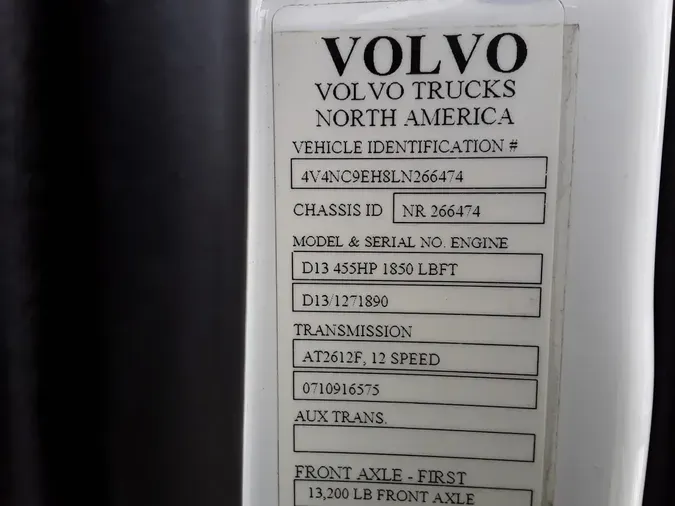 VOLVO
VOLVO TRUCKS
NORTH AMERICA
VEHICLE IDENTIFICATION #
4V4NC9EH8LN266474
CHASSIS ID NR 266474
MODEL & SERIAL NO. ENGINE
D13 455HP 1850 LBFT
D13/1271890
TRANSMISSION
AT2612F, 12 SPEED
0710916575
AUX TRANS.
FRONT AXLE - FIRST
13,200 LB FRONT AXLE